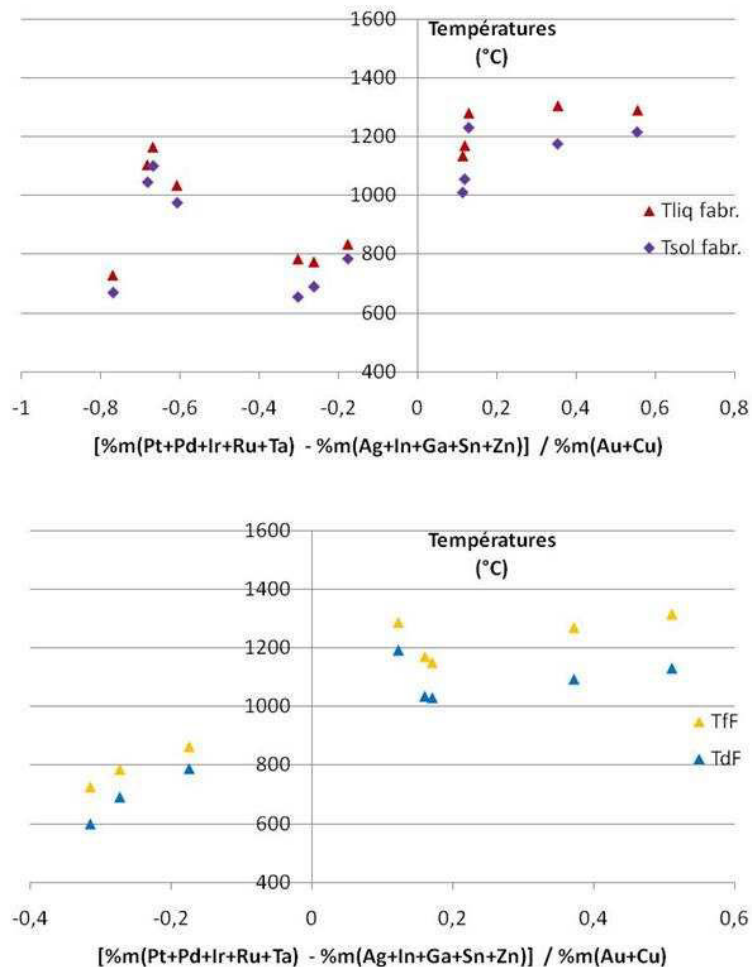 1600
Températures
(°C)
1400
1200
1000
Tliq fabr.
800
Tsol fabr.
600
400
-1 -0,8 -0,6 -0,4 -0,2 0 0,2 0,4 0,6 0,8
[%m(Pt+Pd+Ir+Ru+Ta) - %m(Ag+In+Ga+Sn+Zn)] / %m(Au+Cu)
1600
Températures
(°C)
1400
1200
1000
TfF
800
TdF
600
400
-0,4 -0,2 0 0,2 0,4 0,6
[%m(Pt+Pd+Ir+Ru+Ta) - %m(Ag+In+Ga+Sn+Zn)] / %m(Au+Cu)